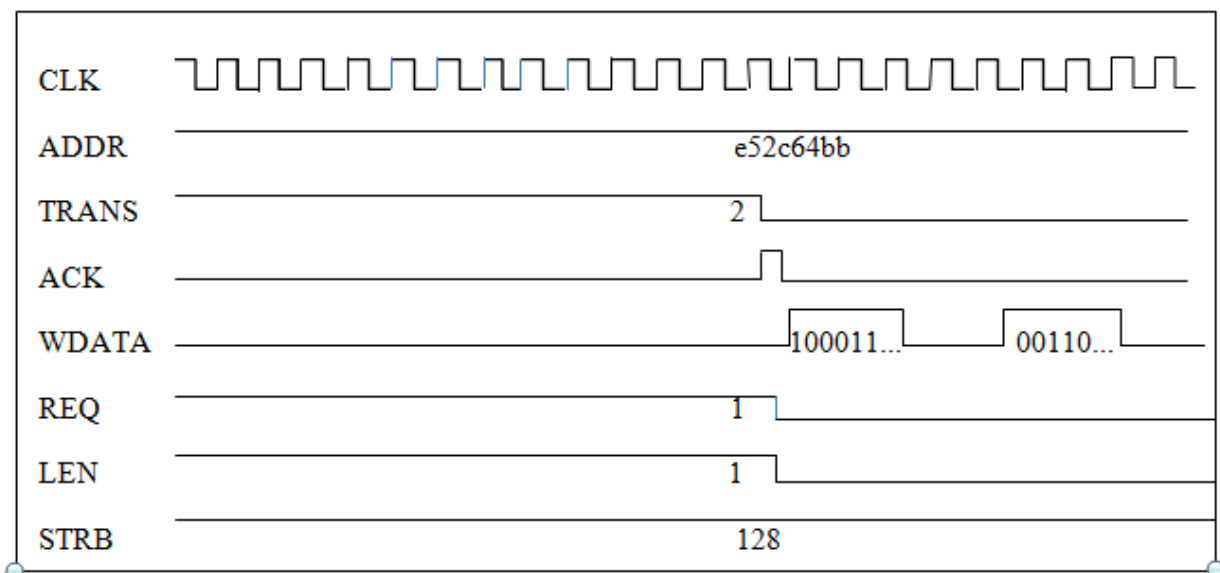 CLK
ADDR e52c64bb
TRANS 2
ACK
WDATA 100011... 00110...
REQ 1
LEN 1
STRB 128